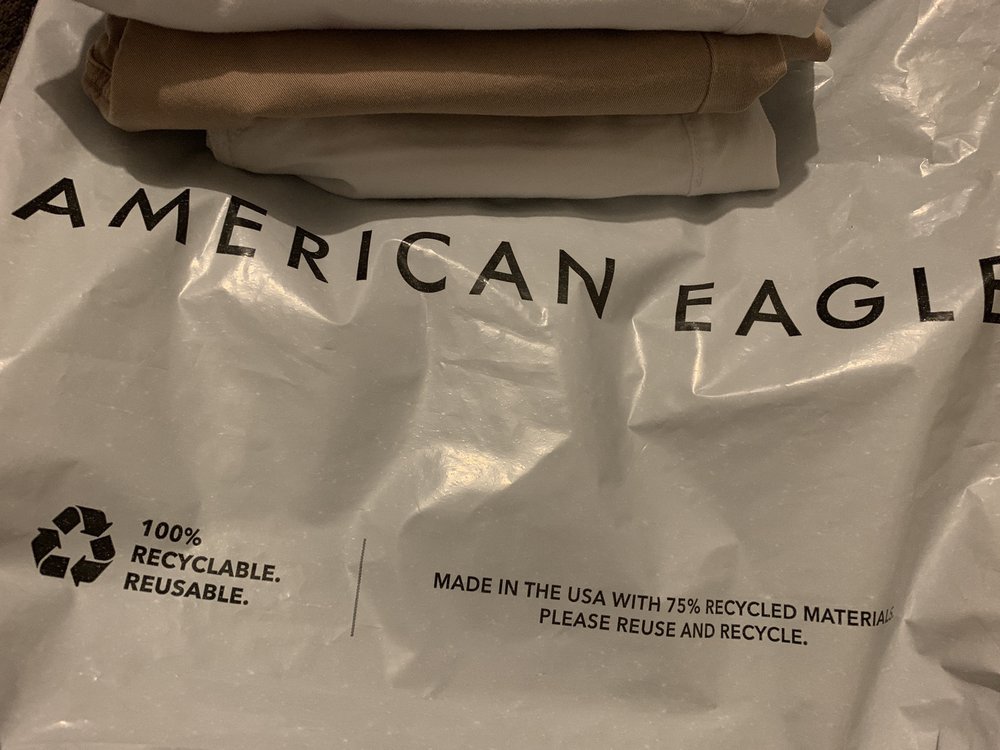 AMERICAN EAGLE
100%
RECYCLABLE.
REUSABLE.
MADE IN THE USA WITH 75% RECYCLED MATERIALS.
PLEASE REUSE AND RECYCLE.